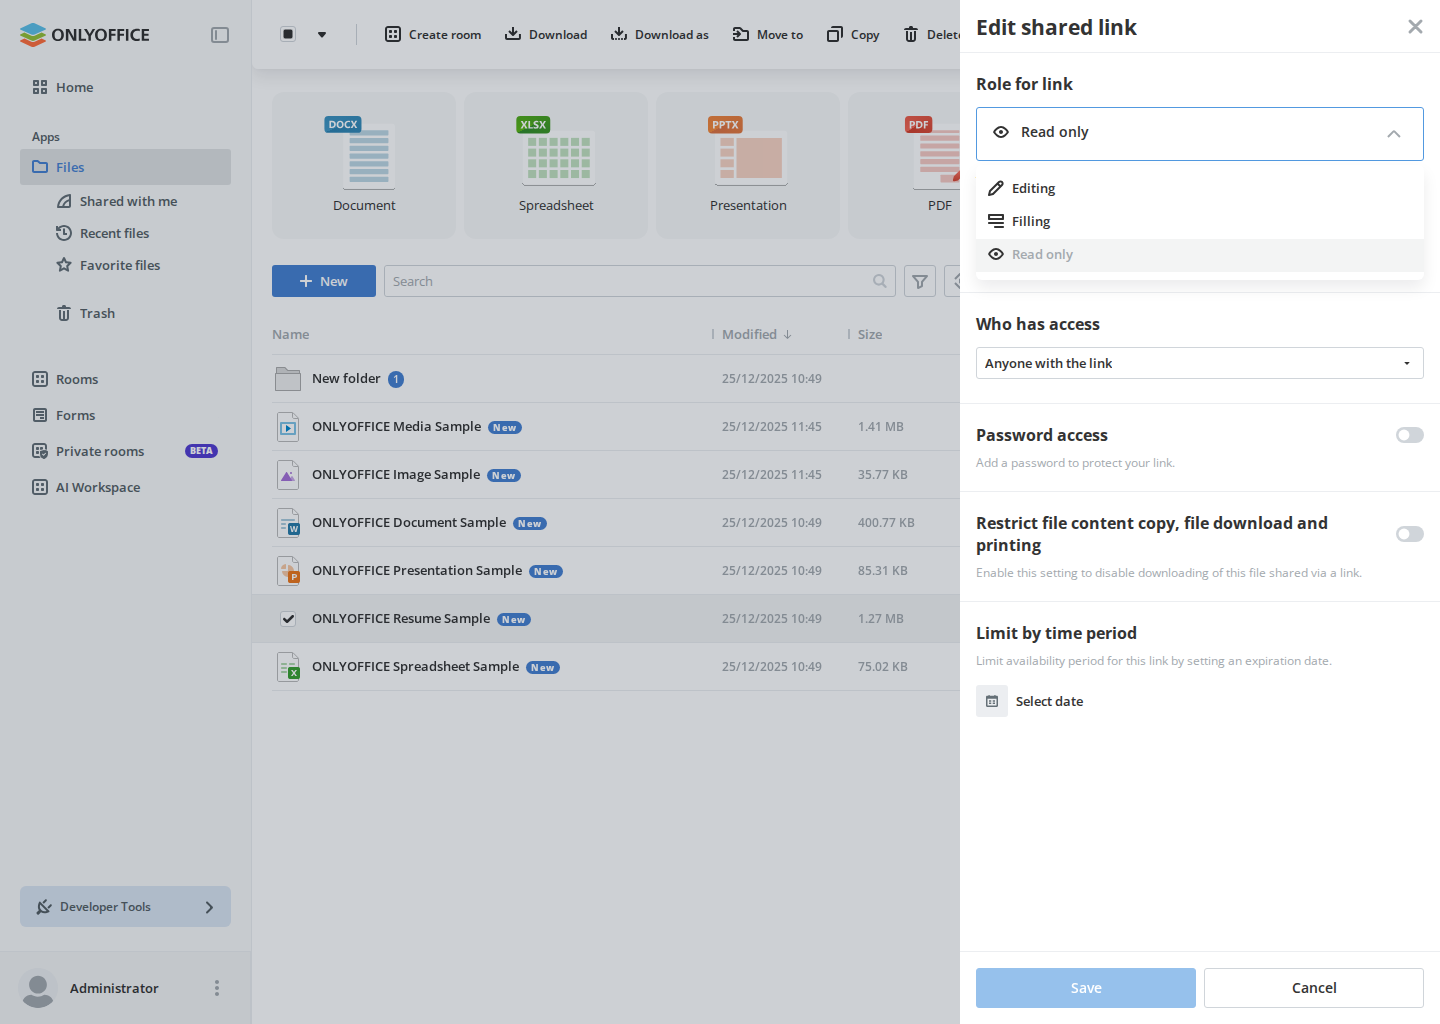 ONLYOFFICE
Home
Apps
Files
Shared with me
Recent files
Favorite files
Trash
Rooms
Forms
Private rooms BETA
AI Workspace
Developer Tools
Administrator
Create room Download Download as Move to Copy Delete
DOCX
Document
XLSX
Spreadsheet
PPTX
Presentation
PDF
PDF
New
Search
Name Modified Size
New folder 1 25/12/2025 10:49
ONLYOFFICE Media Sample New 25/12/2025 11:45 1.41 MB
ONLYOFFICE Image Sample New 25/12/2025 11:45 35.77 KB
ONLYOFFICE Document Sample New 25/12/2025 10:49 400.77 KB
ONLYOFFICE Presentation Sample New 25/12/2025 10:49 85.31 KB
ONLYOFFICE Resume Sample New 25/12/2025 10:49 1.27 MB
ONLYOFFICE Spreadsheet Sample New 25/12/2025 10:49 75.02 KB
Edit shared link
Role for link
Read only
Editing
Filling
Read only
Who has access
Anyone with the link
Password access
Add a password to protect your link.
Restrict file content copy, file download and
printing
Enable this setting to disable downloading of this file shared via a link.
Limit by time period
Limit availability period for this link by setting an expiration date.
Select date
Save Cancel